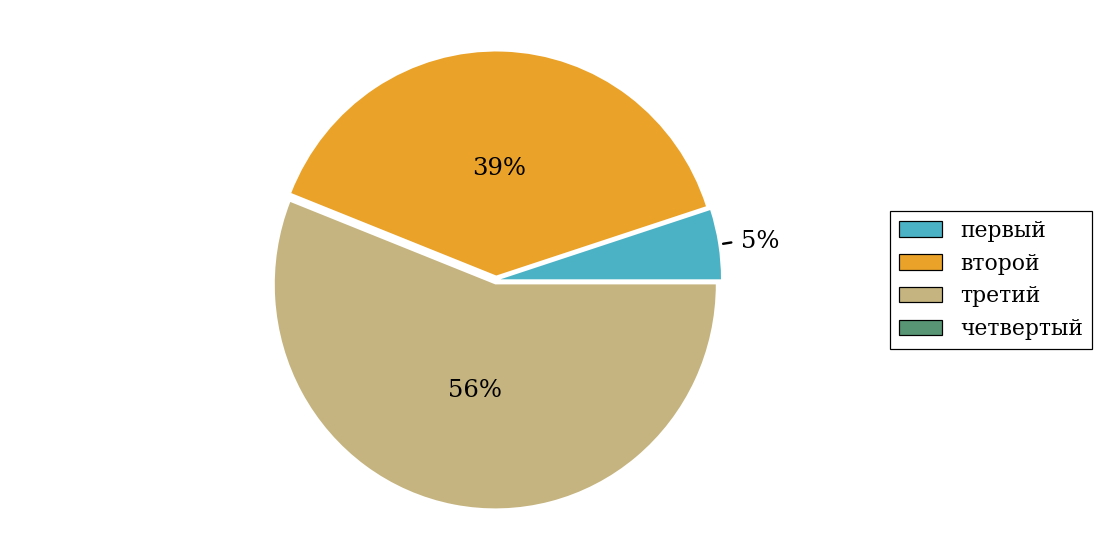 39%
5%
56%
первый
второй
третий
четвертый